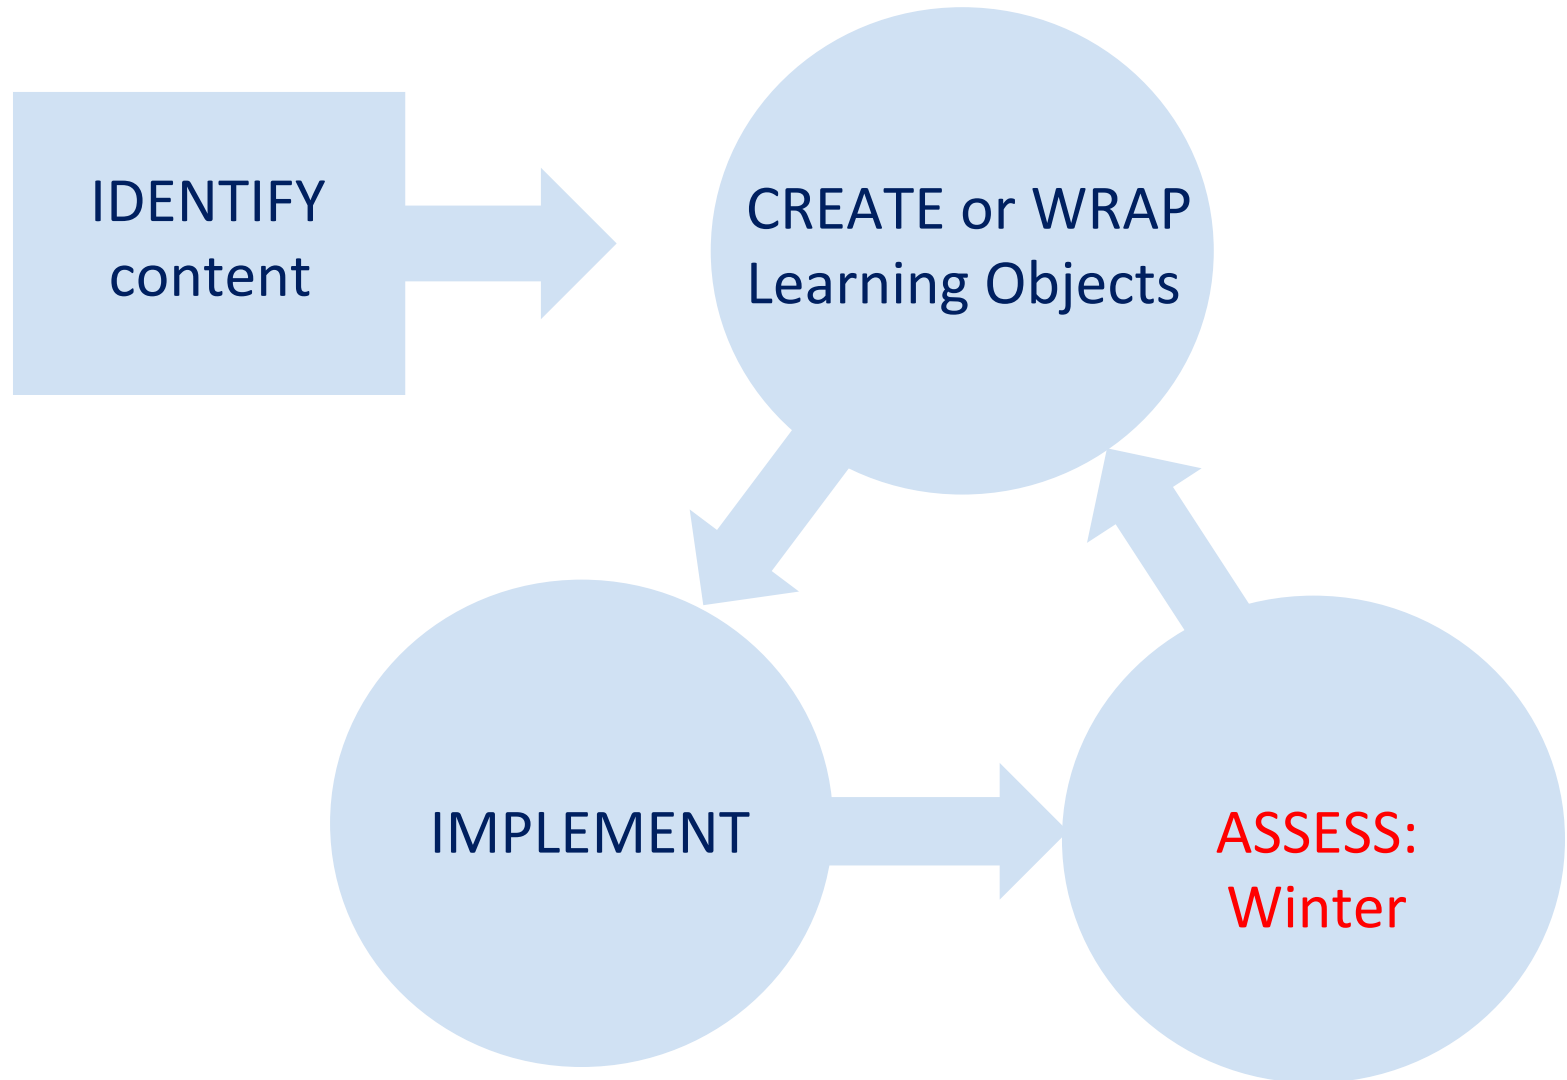 IDENTIFY
content
CREATE or WRAP
Learning Objects
IMPLEMENT
ASSESS:
Winter